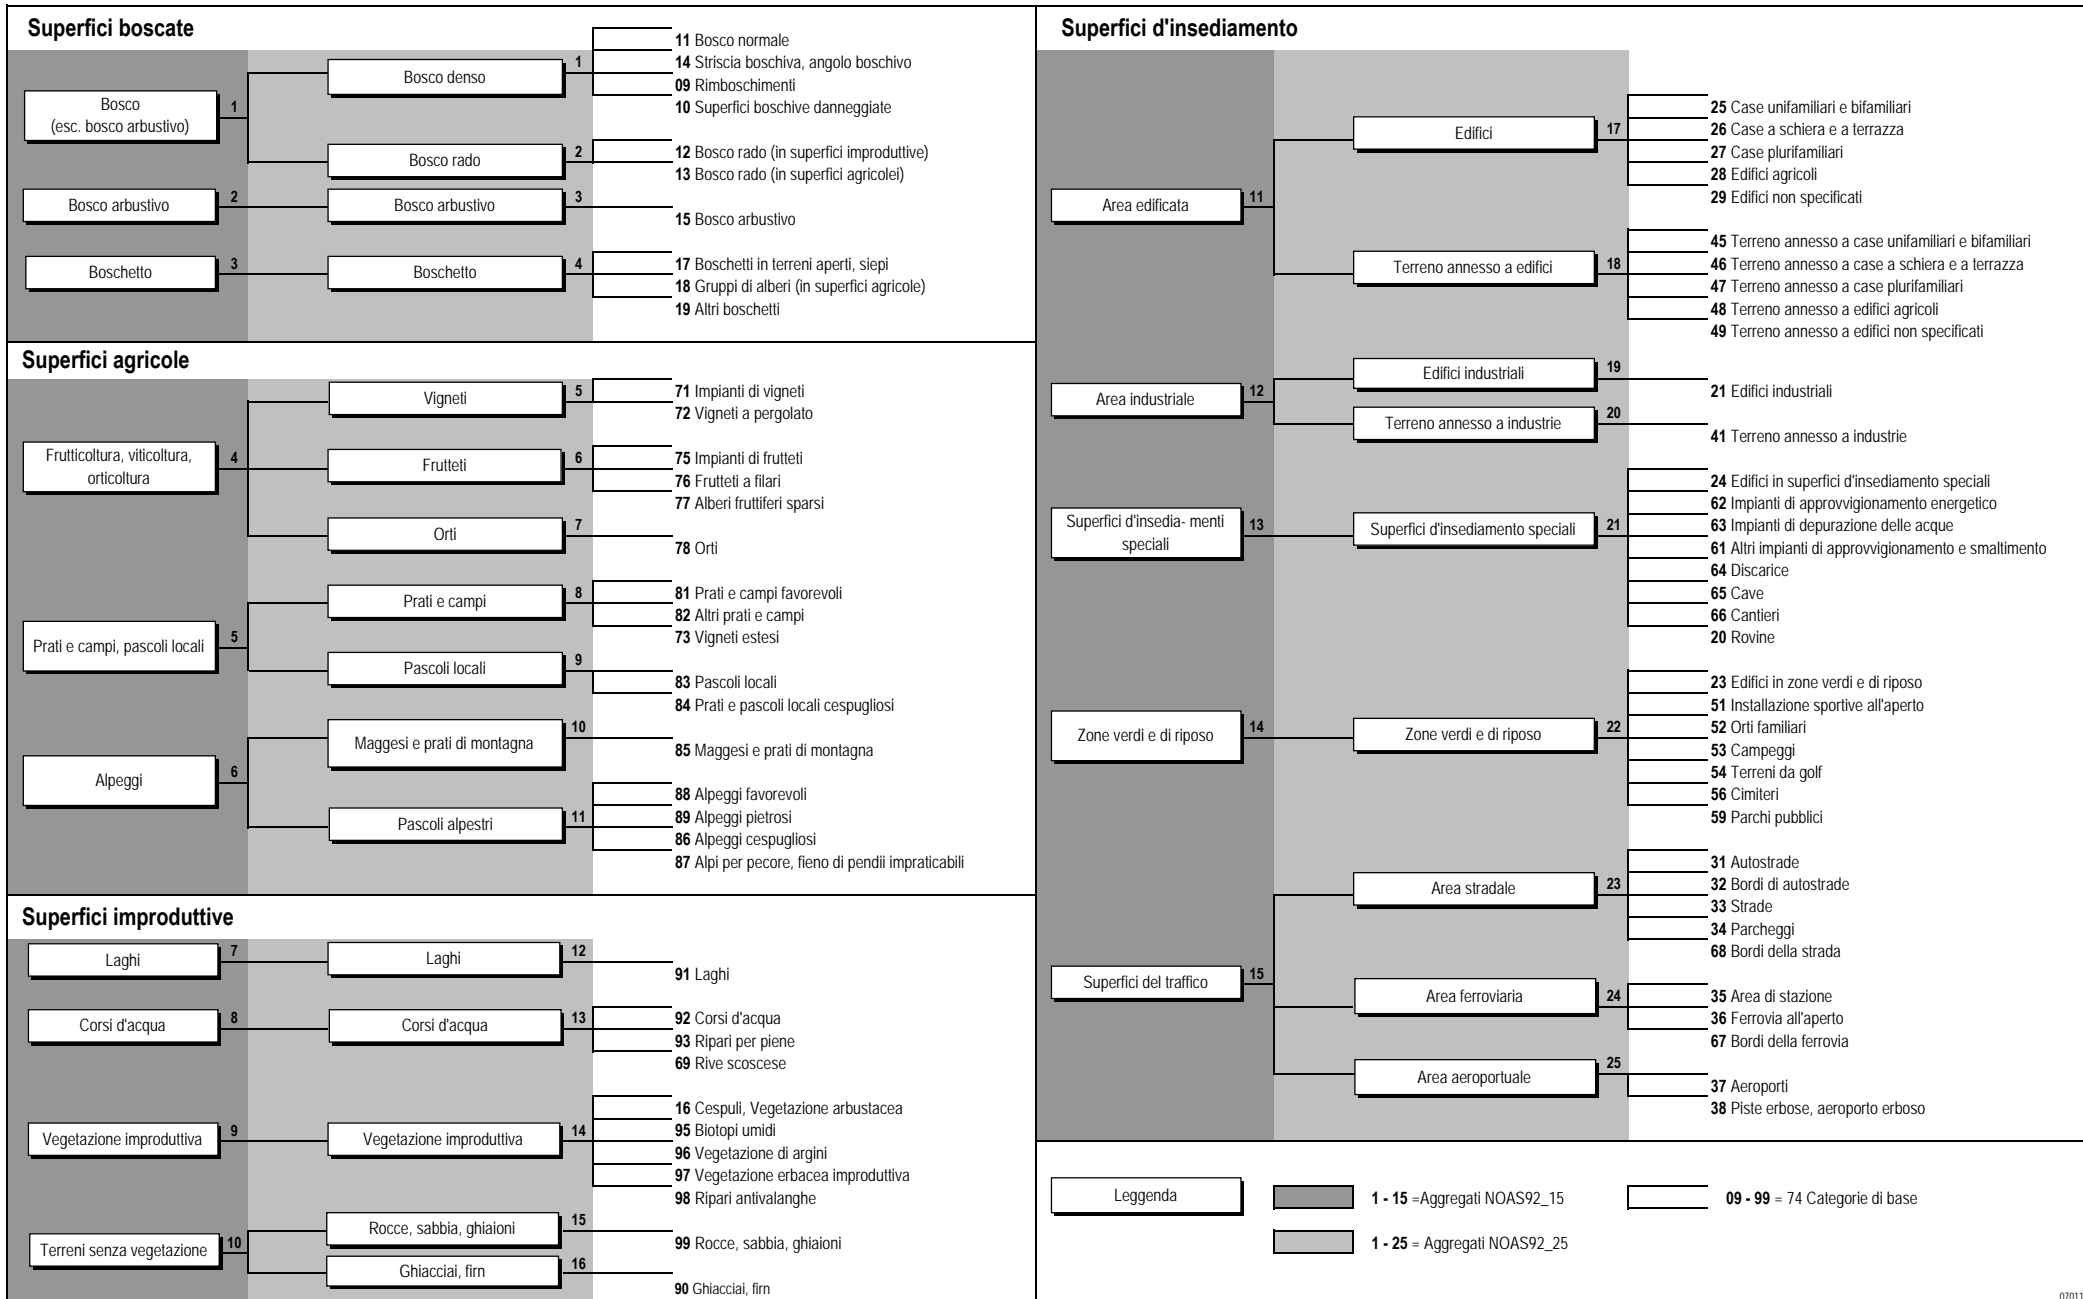 Superfici boscate
Bosco
(esc. bosco arbustivo)
1
Bosco denso
1
11 Bosco normale
14 Striscia boschiva, angolo boschivo
09 Rimboschimenti
10 Superfici boschive danneggiate
Bosco rado
2
12 Bosco rado (in superfici improduttive)
13 Bosco rado (in superfici agricolei)
Bosco arbustivo
2
Bosco arbustivo
3
15 Bosco arbustivo
Boschetto
3
Boschetto
4
17 Boschetti in terreni aperti, siepi
18 Gruppi di alberi (in superfici agricole)
19 Altri boschetti
Superfici agricole
Frutticoltura, viticoltura,
orticoltura
4
Vigneti
5
71 Impianti di vigneti
72 Vigneti a pergolato
Frutteti
6
75 Impianti di frutteti
76 Frutteti a filari
77 Alberi fruttiferi sparsi
Orti
7
78 Orti
Prati e campi, pascoli locali
5
Prati e campi
8
81 Prati e campi favorevoli
82 Altri prati e campi
73 Vigneti estesi
Pascoli locali
9
83 Pascoli locali
84 Prati e pascoli locali cespugliosi
Alpeggi
6
Maggesi e prati di montagna
10
85 Maggesi e prati di montagna
Pascoli alpestri
11
88 Alpeggi favorevoli
89 Alpeggi pietrosi
86 Alpeggi cespugliosi
87 Alpi per pecore, fieno di pendii impraticabili
Superfici improduttive
Laghi
7
Laghi
12
91 Laghi
Corsi d'acqua
8
Corsi d'acqua
13
92 Corsi d'acqua
93 Ripari per piene
69 Rive scoscese
Vegetazione improduttiva
9
Vegetazione improduttiva
14
16 Cespuli, Vegetazione arbustacea
95 Biotopi umidi
96 Vegetazione di argini
97 Vegetazione erbacea improduttiva
98 Ripari antivalanghe
Terreni senza vegetazione
10
Rocce, sabbia, ghiaioni
15
99 Rocce, sabbia, ghiaioni
Ghiacciai, firn
16
90 Ghiacciai, firn
Superfici d'insediamento
Area edificata
11
Edifici
17
25 Case unifamiliari e bifamiliari
26 Case a schiera e a terrazza
27 Case plurifamiliari
28 Edifici agricoli
29 Edifici non specificati
Terreno annesso a edifici
18
45 Terreno annesso a case unifamiliari e bifamiliari
46 Terreno annesso a case a schiera e a terrazza
47 Terreno annesso a case plurifamiliari
48 Terreno annesso a edifici agricoli
49 Terreno annesso a edifici non specificati
Area industriale
12
Edifici industriali
19
21 Edifici industriali
Terreno annesso a industrie
20
41 Terreno annesso a industrie
Superfici d'insedia- menti
speciali
13
Superfici d'insediamento speciali
21
24 Edifici in superfici d'insediamento speciali
62 Impianti di approvvigionamento energetico
63 Impianti di depurazione delle acque
61 Altri impianti di approvvigionamento e smaltimento
64 Discarice
65 Cave
66 Cantieri
20 Rovine
Zone verdi e di riposo
14
Zone verdi e di riposo
22
23 Edifici in zone verdi e di riposo
51 Installazione sportive all'aperto
52 Orti familiari
53 Campeggi
54 Terreni da golf
56 Cimiteri
59 Parchi pubblici
Superfici del traffico
15
Area stradale
23
31 Autostrade
32 Bordi di autostrade
33 Strade
34 Parcheggi
68 Bordi della strada
Area ferroviaria
24
35 Area di stazione
36 Ferrovia all'aperto
67 Bordi della ferrovia
Area aeroportuale
25
37 Aeroporti
38 Piste erbose, aeroporto erboso
Leggenda
1 - 15 =Aggregati NOAS92_15
09 - 99 = 74 Categorie di base
1 - 25 = Aggregati NOAS92_25
07011